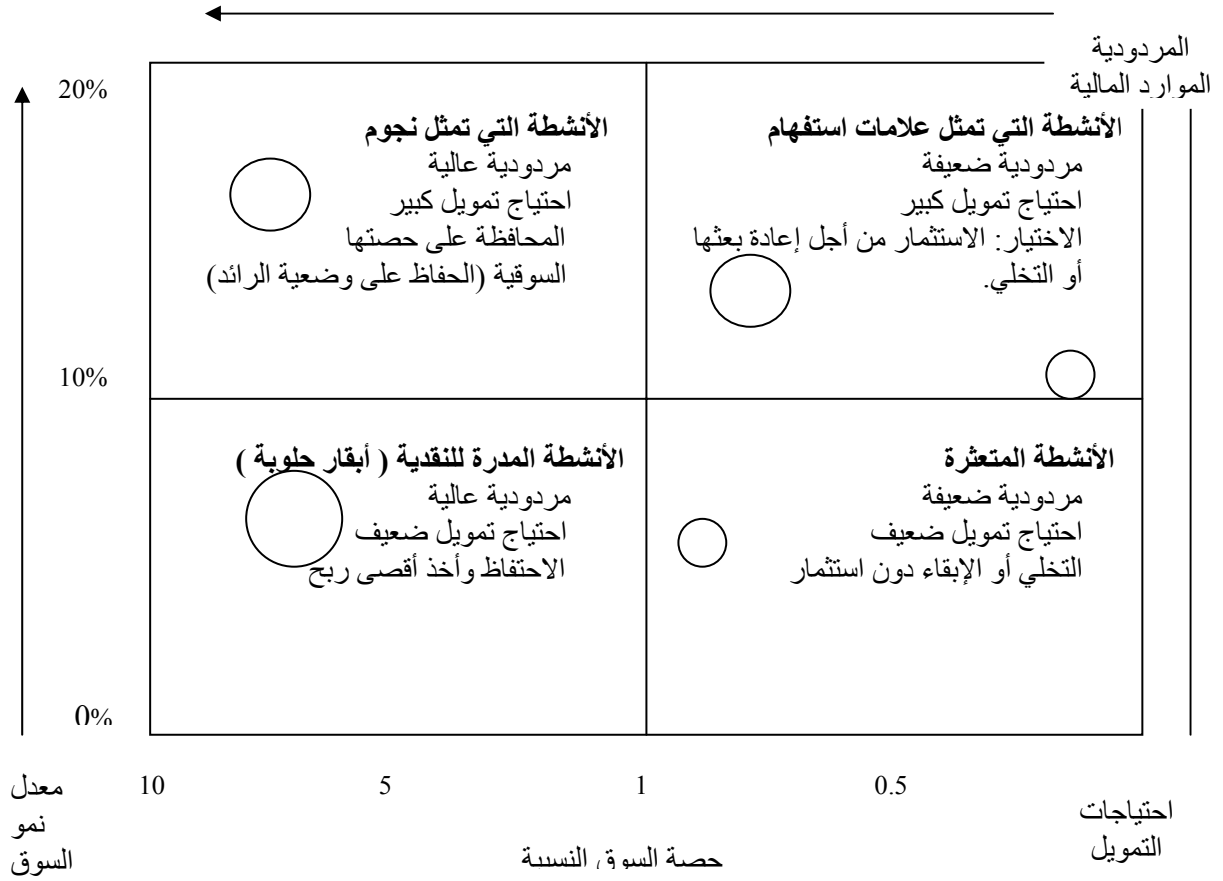 المردودية
الموارد المالية
20%
الأنشطة التي تمثل علامات استفهام
مردودية ضعيفة
احتياج تمويل كبير
الاختيار: الاستثمار من أجل إعادة بعثها
أو التخلي.
الأنشطة التي تمثل نجوم
مردودية عالية
احتياج تمويل كبير
المحافظة على حصتها
السوقية (الحفاظ على وضعية الرائد)
10%
الأنشطة المتعثرة
مردودية ضعيفة
احتياج تمويل ضعيف
التخلي أو الإبقاء دون استثمار
الأنشطة المدرة للنقدية ( أبقار حلوبة )
مردودية عالية
احتياج تمويل ضعيف
الاحتفاظ وأخذ أقصى ربح
0%
10 5 1 0.5
احتياجات
التمويل
معدل
نمو
السوق
حصة السوق النسبية